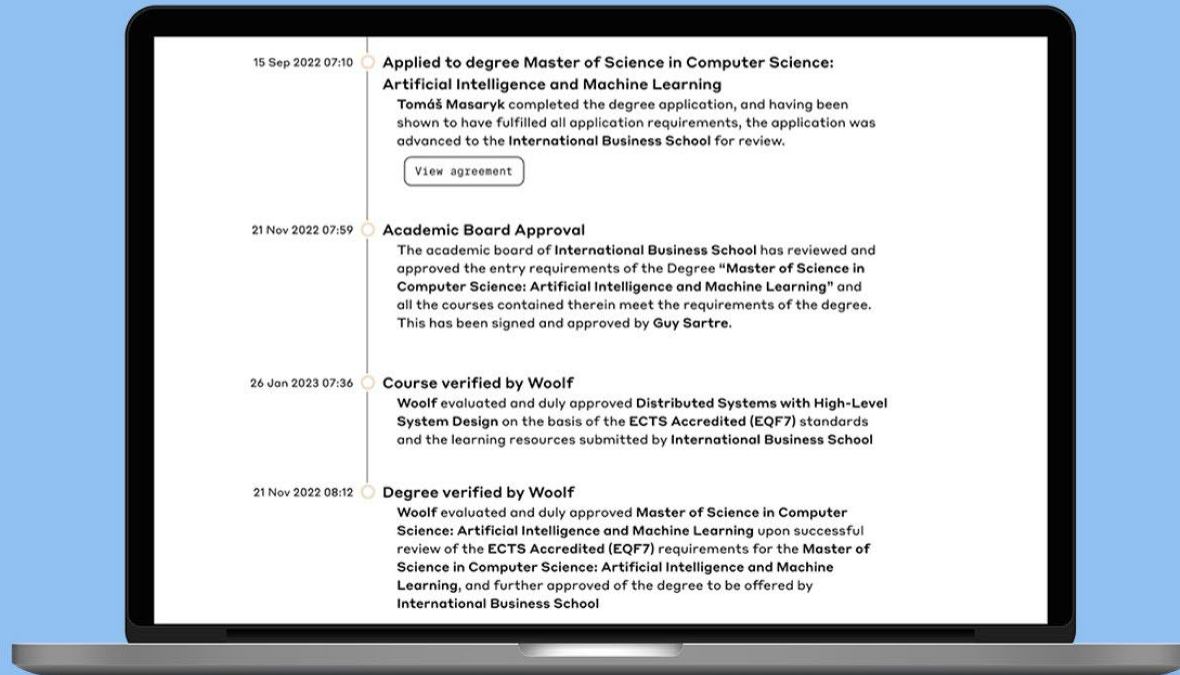 15 Sep 2022 07:10 Applied to degree Master of Science in Computer Science:
Artificial Intelligence and Machine Learning
Tomáš Masaryk completed the degree application, and having been
shown to have fulfilled all application requirements, the application was
advanced to the International Business School for review.
View agreement
21 Nov 2022 07:59 Academic Board Approval
The academic board of International Business School has reviewed and
approved the entry requirements of the Degree “Master of Science in
Computer Science: Artificial Intelligence and Machine Learning” and
all the courses contained therein meet the requirements of the degree.
This has been signed and approved by Guy Sartre.
26 Jan 2023 07:36 Course verified by Woolf
Woolf evaluated and duly approved Distributed Systems with High-Level
System Design on the basis of the ECTS Accredited (EQF7) standards
and the learning resources submitted by International Business School
21 Nov 2022 08:12 Degree verified by Woolf
Woolf evaluated and duly approved Master of Science in Computer
Science: Artificial Intelligence and Machine Learning upon successful
review of the ECTS Accredited (EQF7) requirements for the Master of
Science in Computer Science: Artificial Intelligence and Machine
Learning, and further approved of the degree to be offered by
International Business School